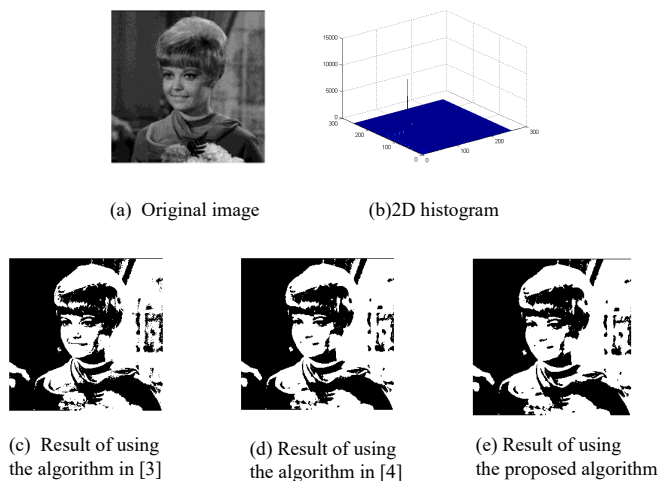 15000
10000
5000
0
300
200
100
0
0
100
200
300
(a) Original image
(b)2D histogram
(c) Result of using
the algorithm in [3]
(d) Result of using
the algorithm in [4]
(e) Result of using
the proposed algorithm